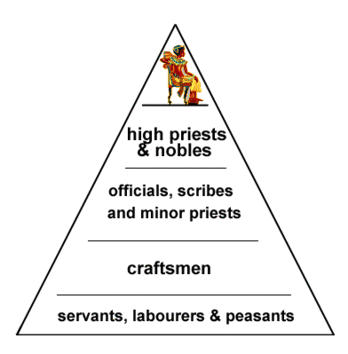 high priests
& nobles
officials, scribes
and minor priests
craftsmen
servants, labourers & peasants